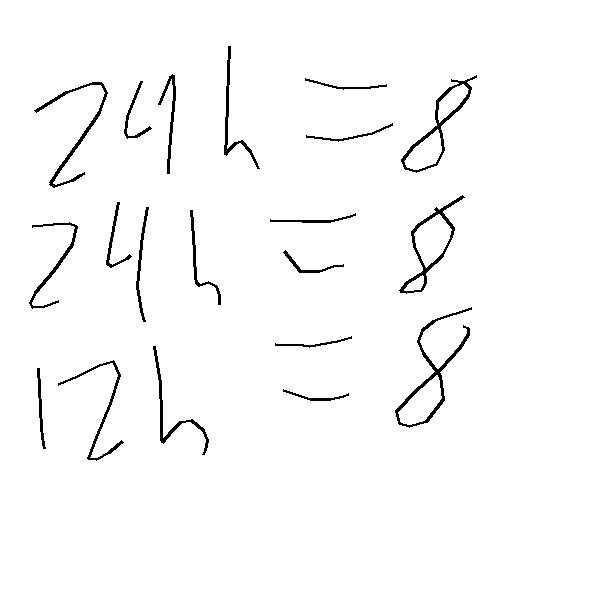 24h = 8
24h = 8
12h = 8